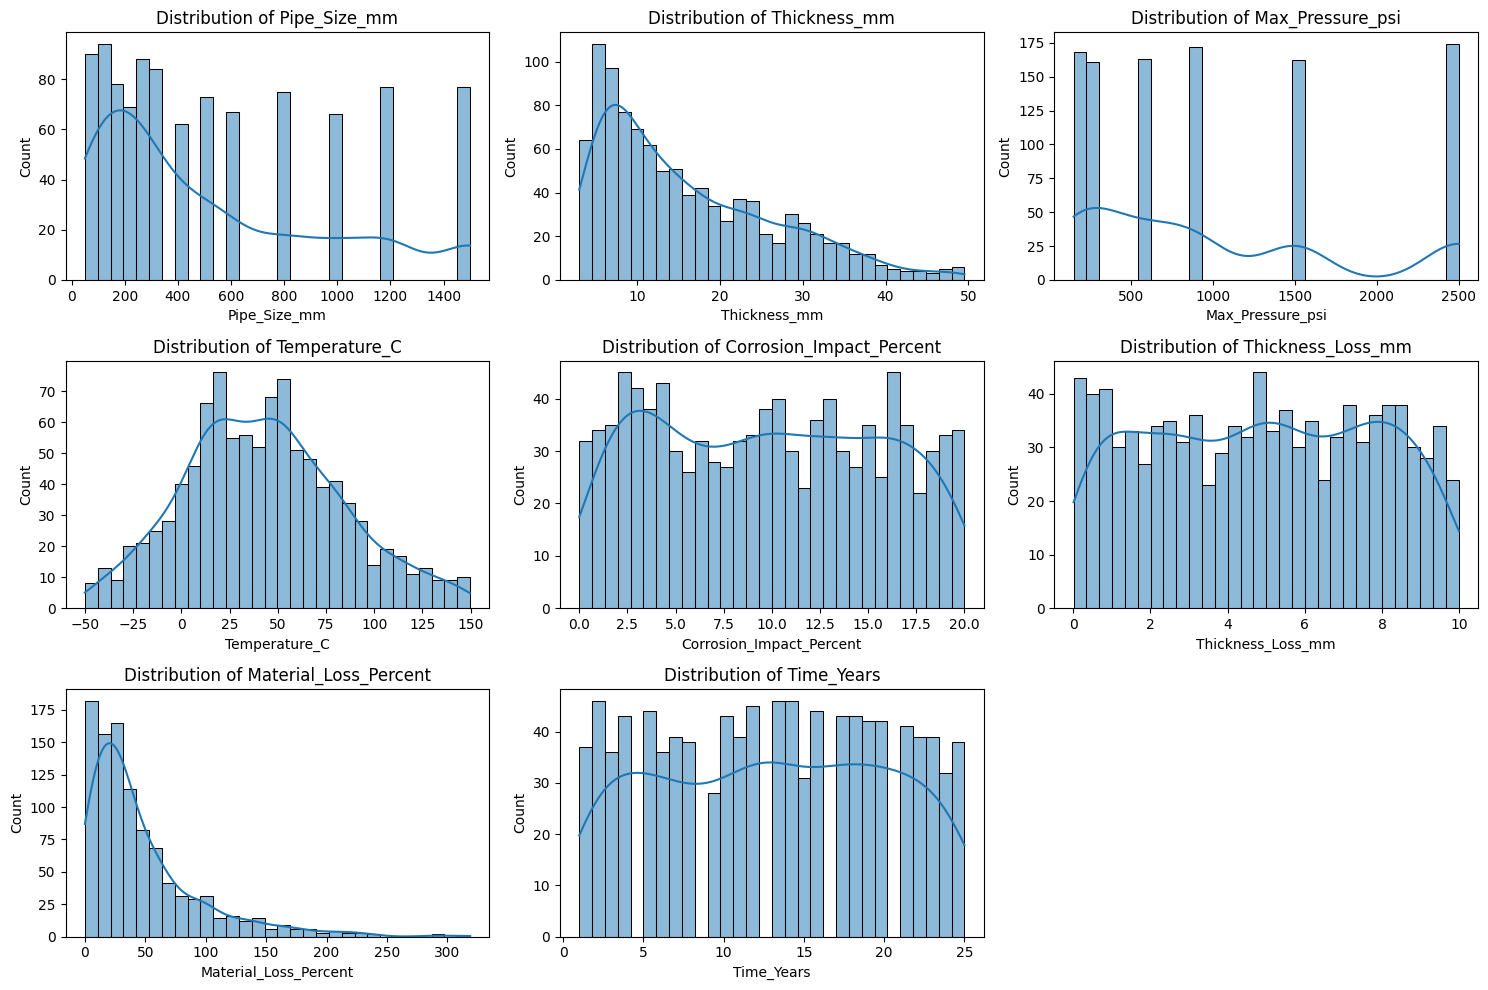 Distribution of Pipe_Size_mm
Count
80
60
40
20
0
0 200 400 600 800 1000 1200 1400
Pipe_Size_mm
Distribution of Thickness_mm
Count
100
80
60
40
20
0
10 20 30 40 50
Thickness_mm
Distribution of Max_Pressure_psi
Count
175
150
125
100
75
50
25
0
500 1000 1500 2000 2500
Max_Pressure_psi
Distribution of Temperature_C
Count
70
60
50
40
30
20
10
0
−50 −25 0 25 50 75 100 125 150
Temperature_C
Distribution of Corrosion_Impact_Percent
Count
40
30
20
10
0
0.0 2.5 5.0 7.5 10.0 12.5 15.0 17.5 20.0
Corrosion_Impact_Percent
Distribution of Thickness_Loss_mm
Count
40
30
20
10
0
0 2 4 6 8 10
Thickness_Loss_mm
Distribution of Material_Loss_Percent
Count
175
150
125
100
75
50
25
0
0 50 100 150 200 250 300
Material_Loss_Percent
Distribution of Time_Years
Count
40
30
20
10
0
0 5 10 15 20 25
Time_Years